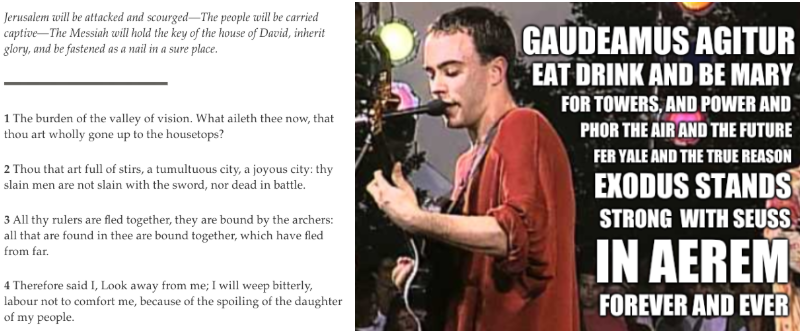 Jerusalem will be attacked and scourged—The people will be carried
captive—The Messiah will hold the key of the house of David, inherit
glory, and be fastened as a nail in a sure place.
1 The burden of the valley of vision. What aileth thee now, that
thou art wholly gone up to the housetops?
2 Thou that art full of stirs, a tumultuous city, a joyous city: thy
slain men are not slain with the sword, nor dead in battle.
3 All thy rulers are fled together, they are bound by the archers:
all that are found in thee are bound together, which have fled
from far.
4 Therefore said I, Look away from me; I will weep bitterly,
labour not to comfort me, because of the spoiling of the daughter
of my people.
GAUDEAMUS AGITUR
EAT DRINK AND BE MARY
FOR TOWERS, AND POWER AND
PHOR THE AIR AND THE FUTURE
FER YALE AND THE TRUE REASON
EXODUS STANDS
STRONG WITH SEUSS
IN AEREM
FOREVER AND EVER